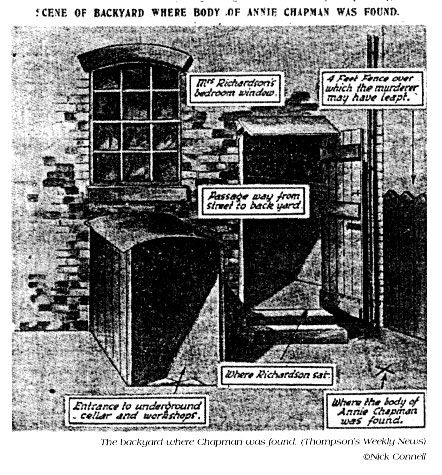 SCENE OF BACKYARD WHERE BODY OF ANNIE CHAPMAN WAS FOUND.
Mrs Richardson's
bedroom window.
4 Feet Fence over
which the murderer
may have leapt.
Passage way from
street to back yard.
Where Richardson sat.
Entrance to underground
cellar and workshops.
Where the body of
Annie Chapman
was found.
The backyard where Chapman was found. (Thompson's Weekly News)
©Nick Connell